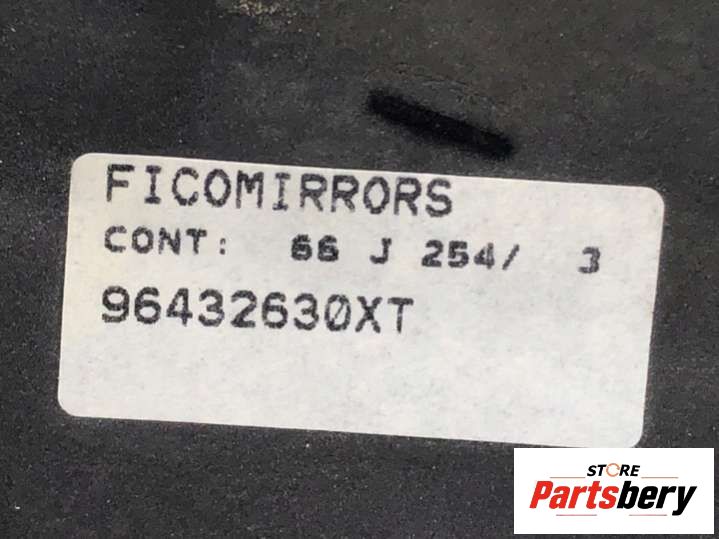 FICOMIRRORS
CONT: 66 J 254/ 3
96432630XT
STORE
Partsbery